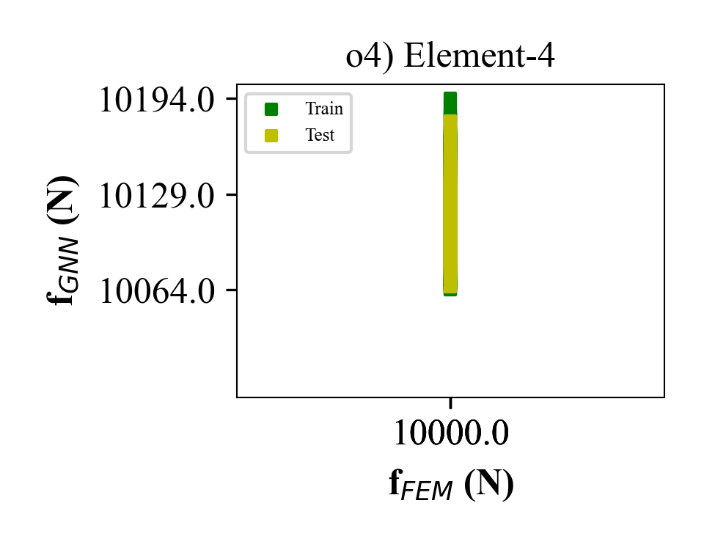 o4) Element-4
10194.0
10129.0
10064.0
Train
Test
f_GNN (N)
10000.0
f_FEM (N)